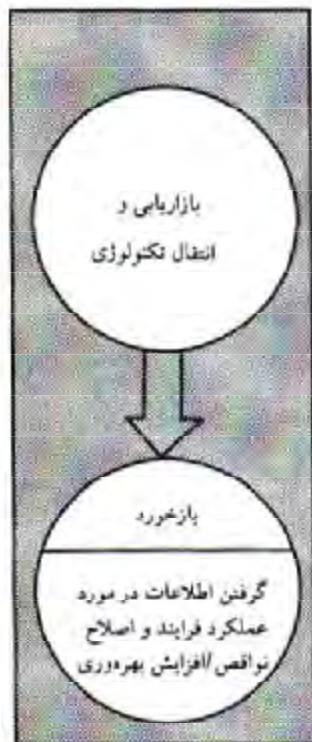 بازاریابی و
انتقال تکنولوژی
بازخورد
گرفتن اطلاعات در مورد
عملکرد فرایند و اصلاح
نواقص/افزایش بهره‌وری